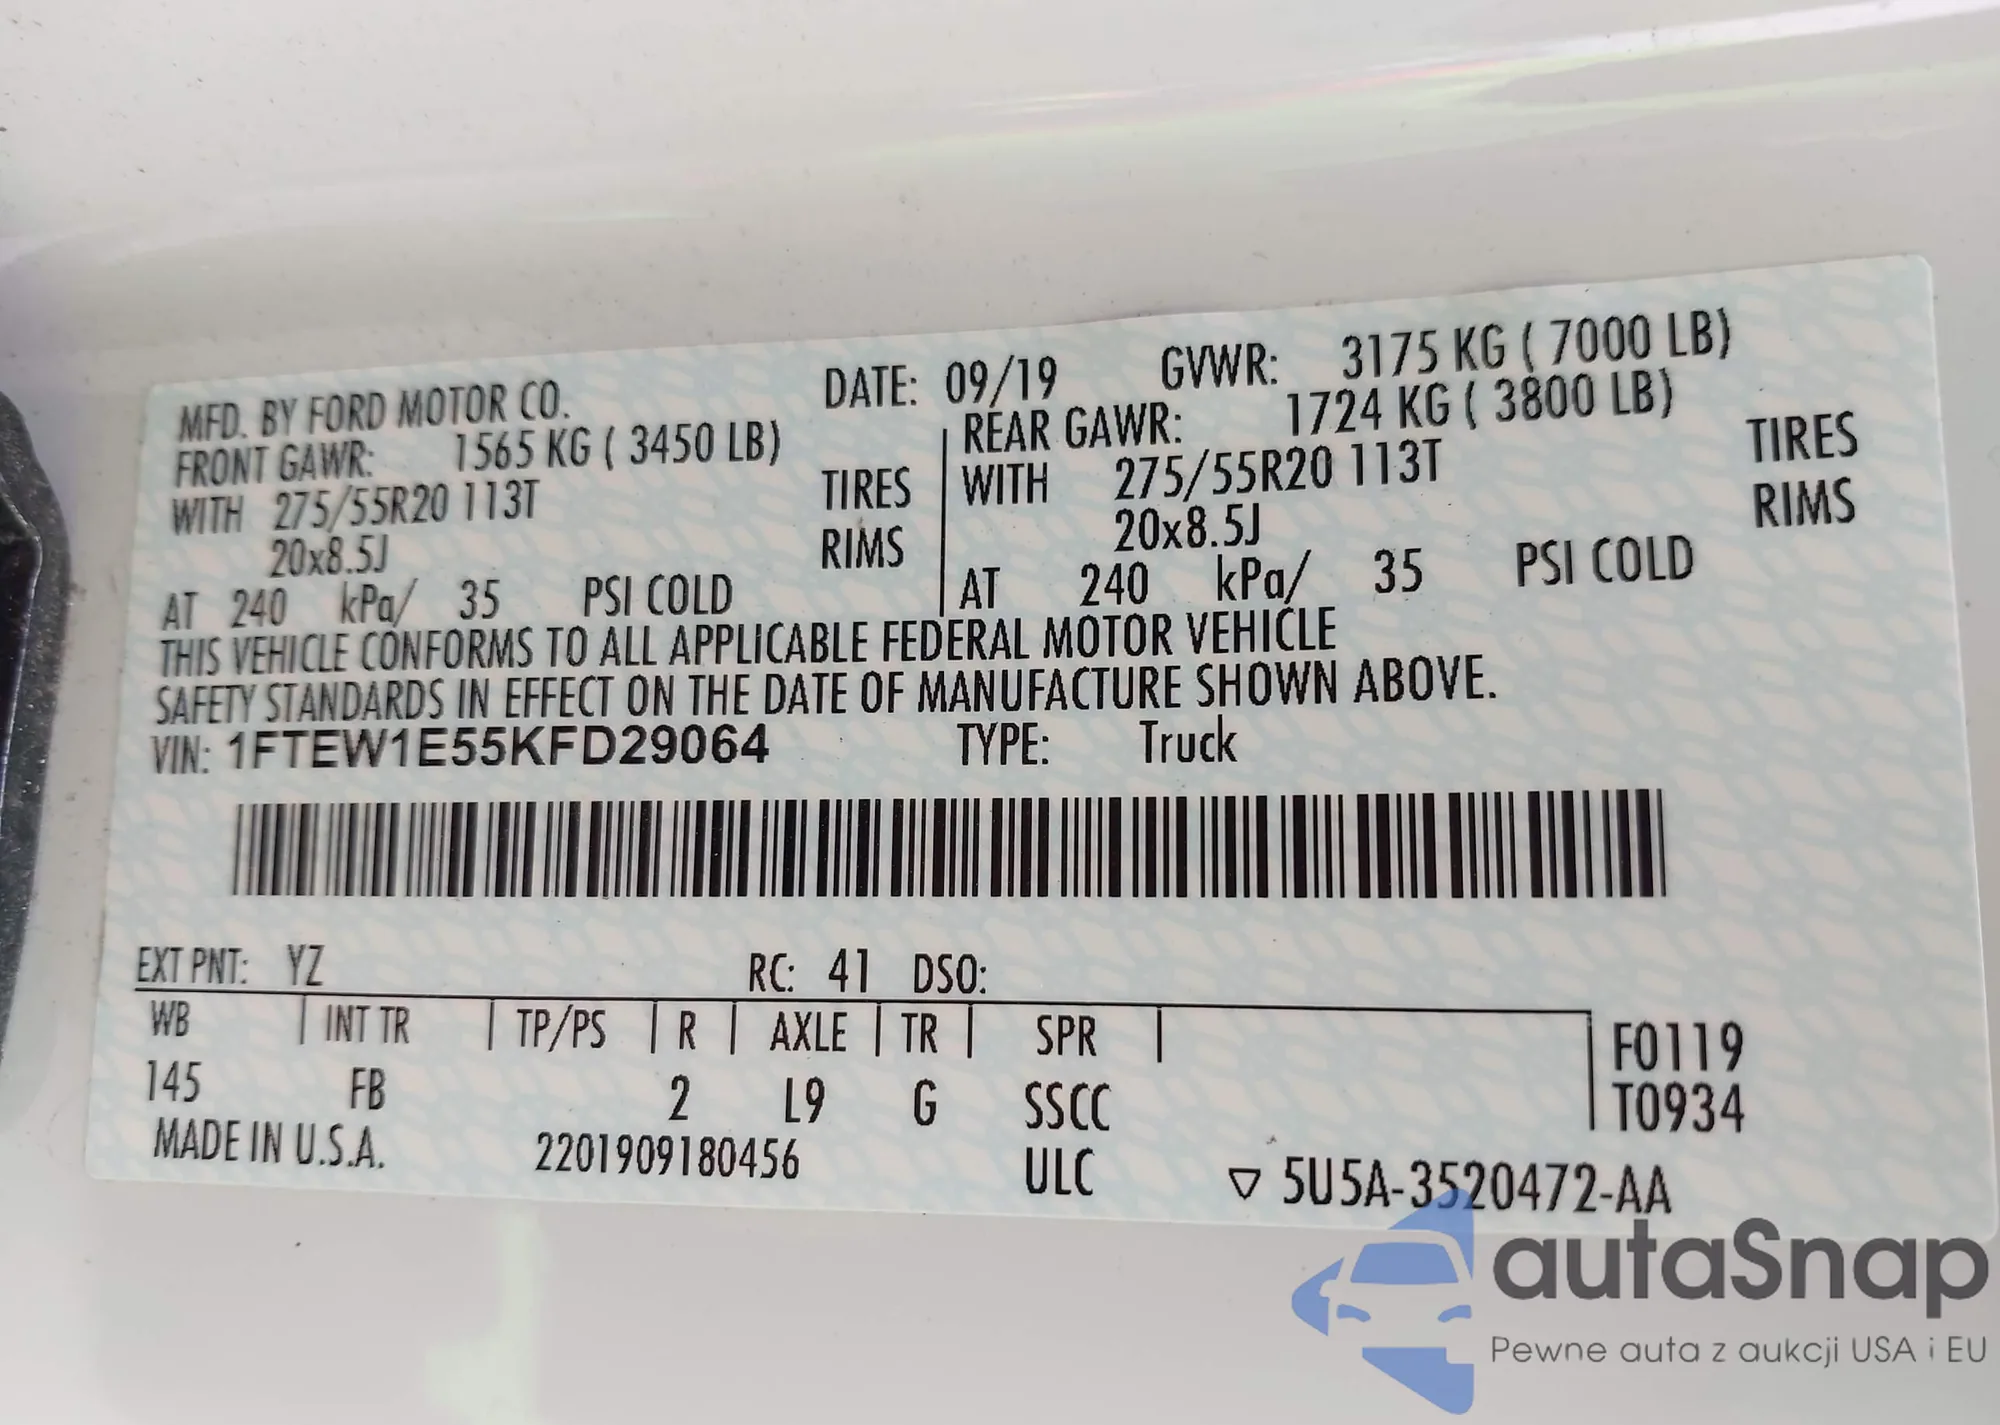 MFD. BY FORD MOTOR CO. DATE: 09/19 GVWR: 3175 KG ( 7000 LB)
FRONT GAWR: 1565 KG ( 3450 LB) REAR GAWR: 1724 KG ( 3800 LB)
WITH 275/55R20 113T TIRES WITH 275/55R20 113T TIRES
20x8.5J RIMS 20x8.5J RIMS
AT 240 kPa/ 35 PSI COLD AT 240 kPa/ 35 PSI COLD
THIS VEHICLE CONFORMS TO ALL APPLICABLE FEDERAL MOTOR VEHICLE
SAFETY STANDARDS IN EFFECT ON THE DATE OF MANUFACTURE SHOWN ABOVE.
VIN: 1FTEW1E55KFD29064 TYPE: Truck
EXT PNT: YZ RC: 41 DSO:
WB INT TR TP/PS R AXLE TR SPR F0119
145 FB 2 L9 G SSCC T0934
MADE IN U.S.A. 2201909180456 ULC ▽ 5U5A-3520472-AA
autaSnap
Pewne auta z aukcji USA i EU